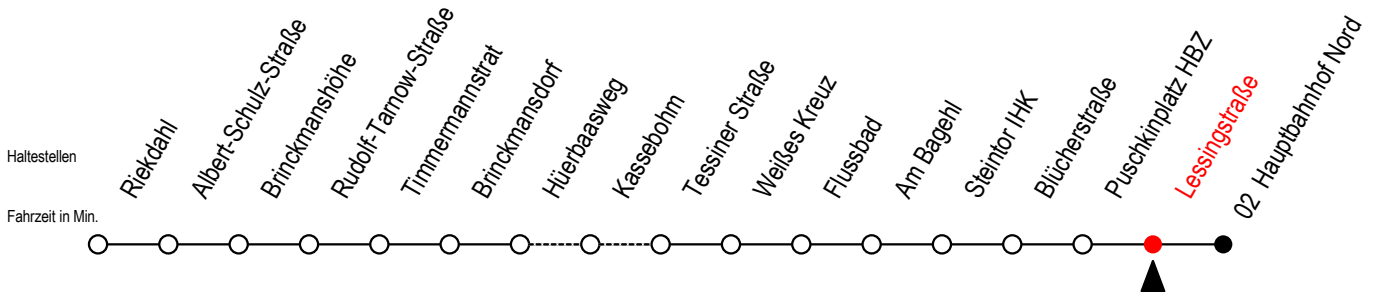 Haltestellen
Riekdahl
Albert-Schulz-Straße
Brinckmanshöhe
Rudolf-Tarnow-Straße
Timmermannstrat
Brinckmansdorf
Hüerbaasweg
Kassebohm
Tessiner Straße
Weißes Kreuz
Flussbad
Am Bagehl
Steintor IHK
Blücherstraße
Puschkinplatz HBZ
Lessingstraße
02 Hauptbahnhof Nord
Fahrzeit in Min.